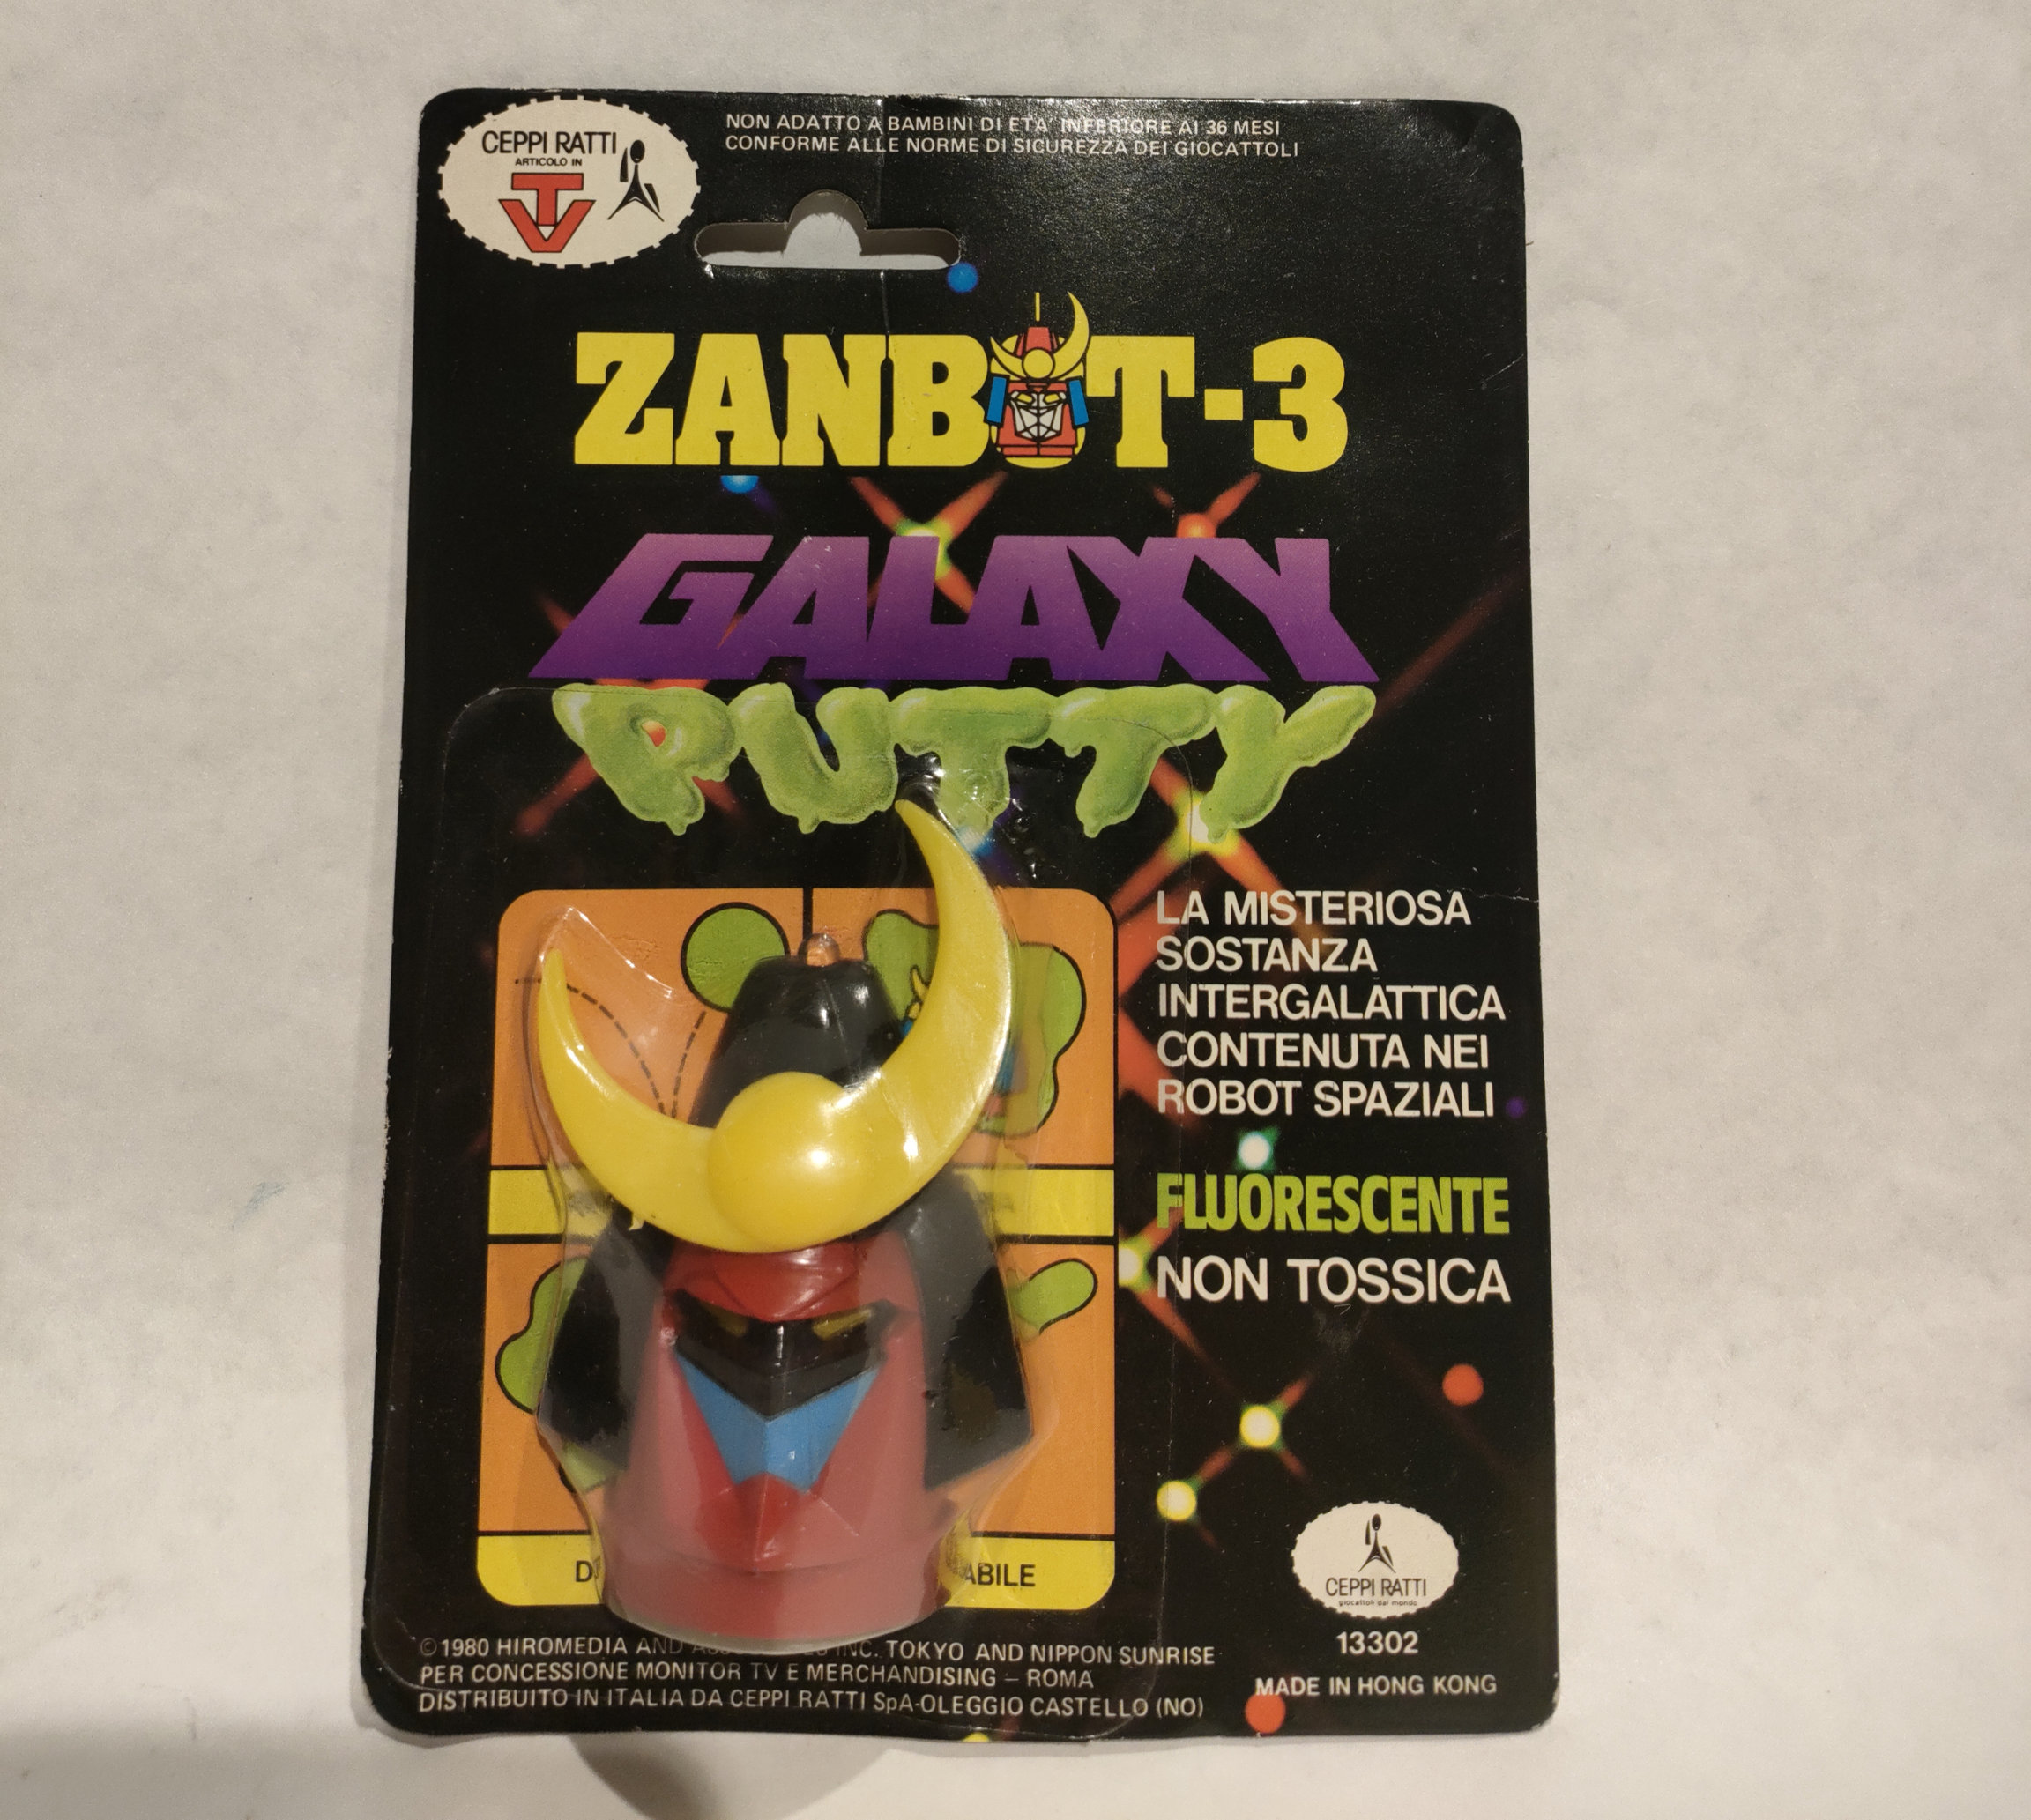 CEPPI RATTI
ARTICOLO IN
TV
NON ADATTO A BAMBINI DI ETA' INFERIORE AI 36 MESI
CONFORME ALLE NORME DI SICUREZZA DEI GIOCATTOLI
ZANBOT-3
GALAXY
PUTTY
LA MISTERIOSA
SOSTANZA
INTERGALATTICA
CONTENUTA NEI
ROBOT SPAZIALI
FLUORESCENTE
NON TOSSICA
ABILE
CEPPI RATTI
giocattoli dal mondo
13302
MADE IN HONG KONG
©1980 HIROMEDIA AND INC. TOKYO AND NIPPON SUNRISE
PER CONCESSIONE MONITOR TV E MERCHANDISING – ROMA
DISTRIBUITO IN ITALIA DA CEPPI RATTI SpA-OLEGGIO CASTELLO (NO)